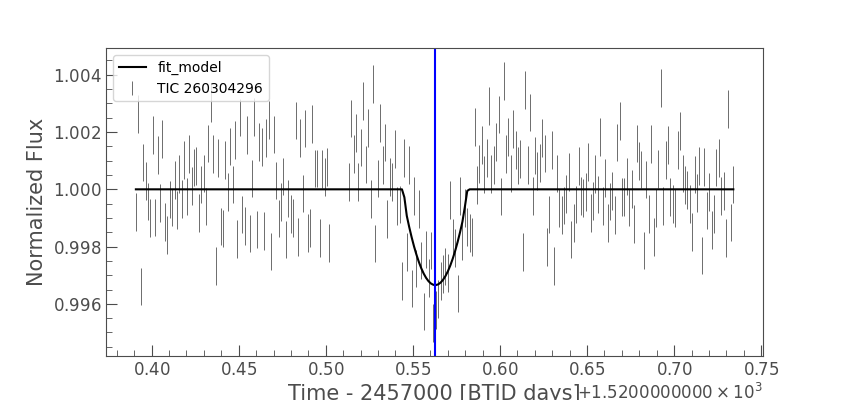 fit_model
TIC 260304296
Normalized Flux
1.004
1.002
1.000
0.998
0.996
0.40 0.45 0.50 0.55 0.60 0.65 0.70 0.75
Time - 2457000 [BTJD days]
+1.5200000000 × 10³